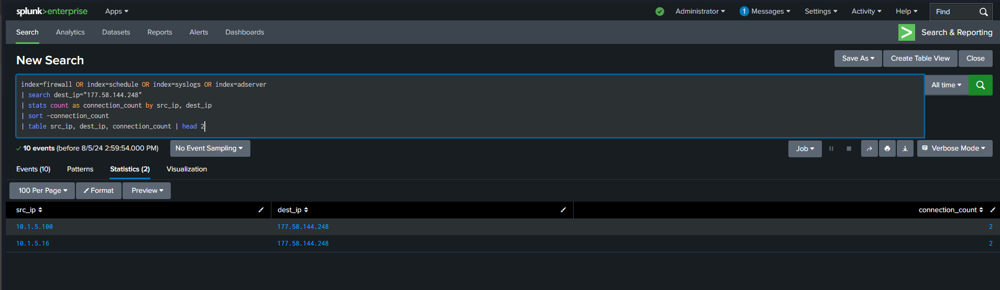 splunk>enterprise Apps Administrator 1 Messages Settings Activity Help Find
Search Analytics Datasets Reports Alerts Dashboards > Search & Reporting
New Search Save As Create Table View Close
index=firewall OR index=schedule OR index=syslogs OR index=adserver
| search dest_ip="177.58.144.248"
| stats count as connection_count by src_ip, dest_ip
| sort -connection_count
| table src_ip, dest_ip, connection_count | head 2
All time
10 events (before 8/5/24 2:59:54.000 PM) No Event Sampling Job Verbose Mode
Events (10) Patterns Statistics (2) Visualization
100 Per Page Format Preview
src_ip dest_ip connection_count
10.1.5.100 177.58.144.248 2
10.1.5.16 177.58.144.248 2